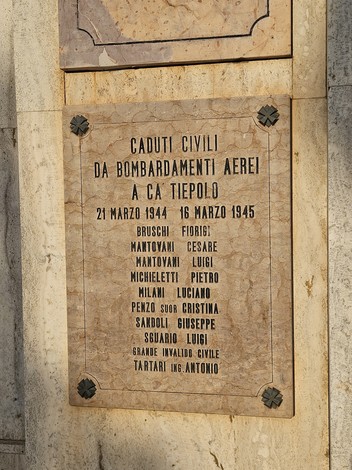 CADUTI CIVILI
DA BOMBARDAMENTI AEREI
A CA TIEPOLO
21 MARZO 1944 16 MARZO 1945
BRUSCHI FIORIGI
MANTOVANI CESARE
MANTOVANI LUIGI
MICHIELETTI PIETRO
MILANI LUCIANO
PENZO SUOR CRISTINA
SANDOLI GIUSEPPE
SGUARIO LUIGI
GRANDE INVALIDO CIVILE
TARTARI ING. ANTONIO